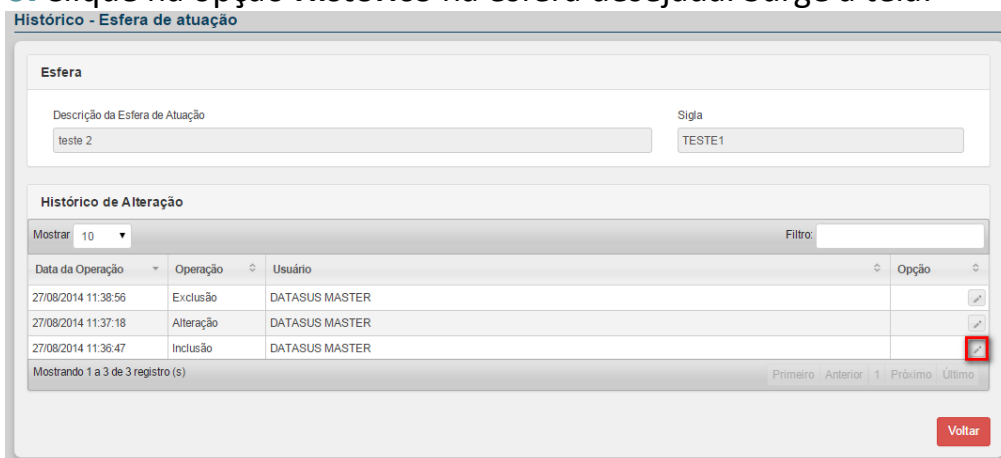 Histórico - Esfera de atuação
Esfera
Descrição da Esfera de Atuação Sigla
teste 2 TESTE1
Histórico de Alteração
Mostrar 10 Filtro:
Data da Operação Operação Usuário Opção
27/08/2014 11:38:56 Exclusão DATASUS MASTER
27/08/2014 11:37:18 Alteração DATASUS MASTER
27/08/2014 11:36:47 Inclusão DATASUS MASTER
Mostrando 1 a 3 de 3 registro (s) Primeiro Anterior 1 Próximo Último
Voltar